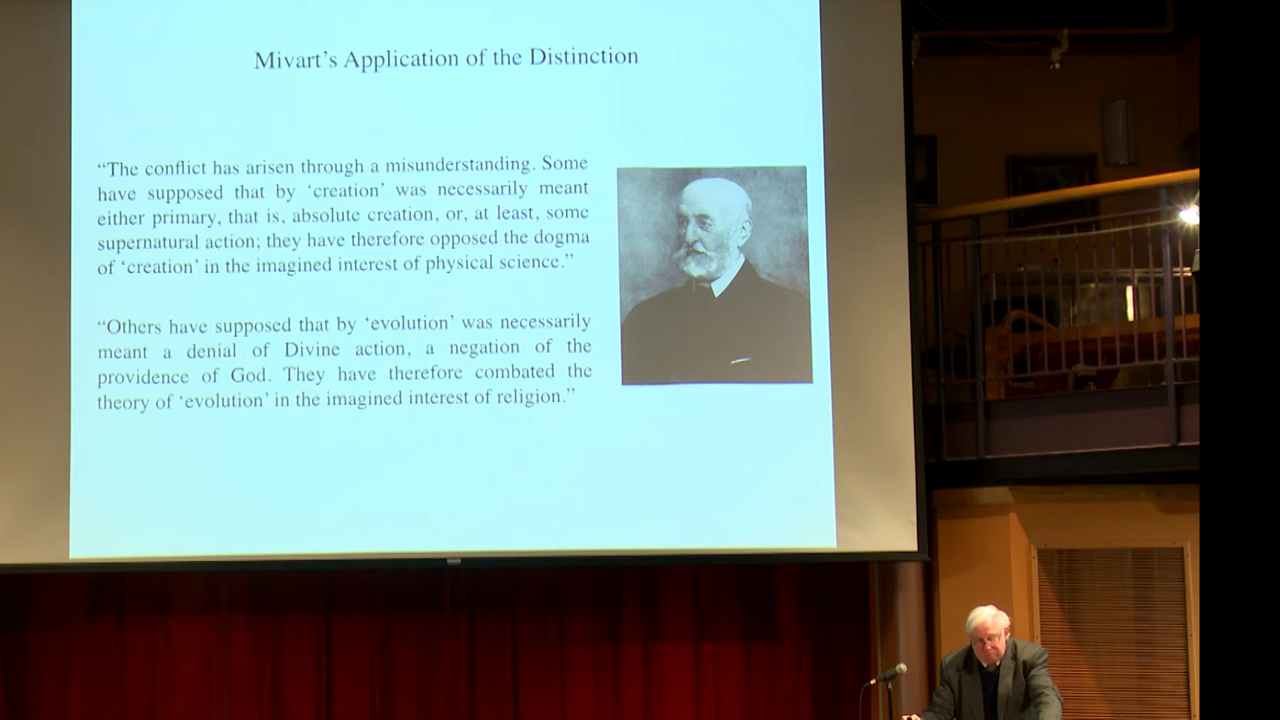 Mivart's Application of the Distinction
“The conflict has arisen through a misunderstanding. Some
have supposed that by ‘creation’ was necessarily meant
either primary, that is, absolute creation, or, at least, some
supernatural action; they have therefore opposed the dogma
of ‘creation’ in the imagined interest of physical science.”
“Others have supposed that by ‘evolution’ was necessarily
meant a denial of Divine action, a negation of the
providence of God. They have therefore combated the
theory of ‘evolution’ in the imagined interest of religion.”